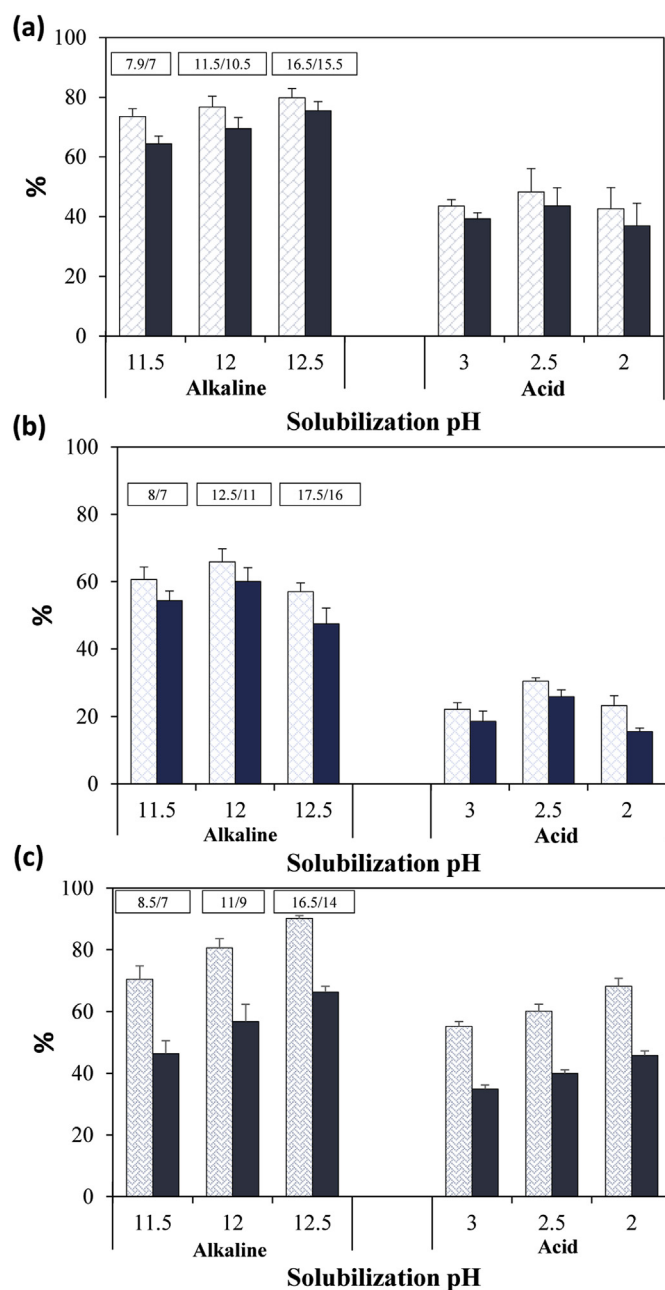 (a)
100
7.9/7 11.5/10.5 16.5/15.5
80
60
%
40
20
0
11.5 12 12.5 3 2.5 2
Alkaline Acid
Solubilization pH
(b)
100
8/7 12.5/11 17.5/16
80
60
%
40
20
0
11.5 12 12.5 3 2.5 2
Alkaline Acid
Solubilization pH
(c)
100
8.5/7 11/9 16.5/14
80
60
%
40
20
0
11.5 12 12.5 3 2.5 2
Alkaline Acid
Solubilization pH